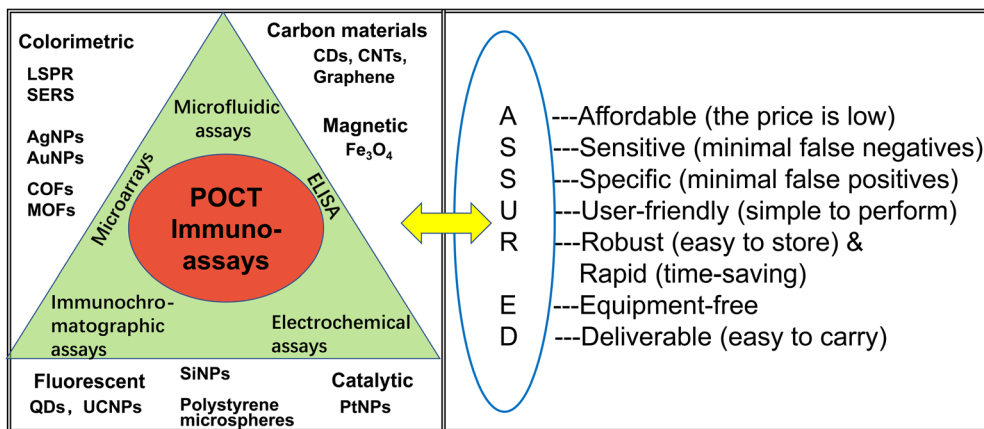 Colorimetric
LSPR
SERS
AgNPs
AuNPs
COFs
MOFs
Carbon materials
CDs, CNTs,
Graphene
Magnetic
Fe₃O₄
Microfluidic
assays
Microarrays
ELISA
POCT
Immuno-
assays
Immunochro-
matographic
assays
Electrochemical
assays
Fluorescent
QDs, UCNPs
SiNPs
Polystyrene
microspheres
Catalytic
PtNPs
A ---Affordable (the price is low)
S ---Sensitive (minimal false negatives)
S ---Specific (minimal false positives)
U ---User-friendly (simple to perform)
R ---Robust (easy to store) &
Rapid (time-saving)
E ---Equipment-free
D ---Deliverable (easy to carry)